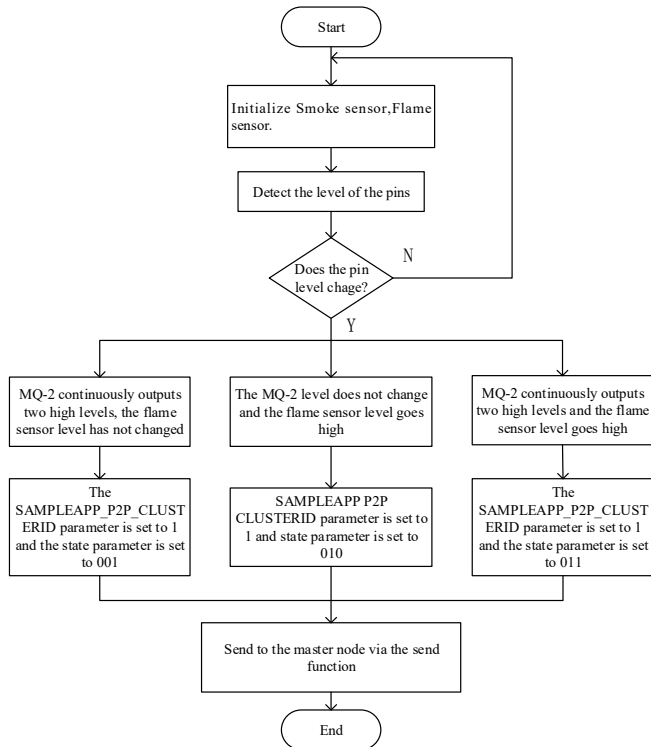 Start
Initialize Smoke sensor,Flame
sensor.
Detect the level of the pins
Does the pin
level chage?
N
Y
MQ-2 continuously outputs
two high levels, the flame
sensor level has not changed
The MQ-2 level does not change
and the flame sensor level goes
high
MQ-2 continuously outputs
two high levels and the flame
sensor level goes high
The
SAMPLEAPP_P2P_CLUST
ERID parameter is set to 1
and the state parameter is set
to 001
SAMPLEAPP P2P
CLUSTERID parameter is set to
1 and state parameter is set to
010
The
SAMPLEAPP_P2P_CLUST
ERID parameter is set to 1
and the state parameter is set
to 011
Send to the master node via the send
function
End